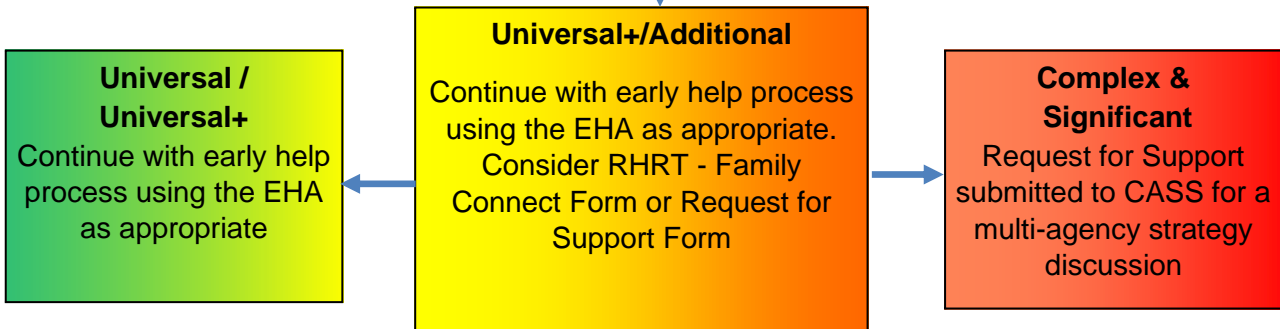 Universal /
Universal+
Continue with early help
process using the EHA
as appropriate
Universal+/Additional
Continue with early help process
using the EHA as appropriate.
Consider RHRT - Family
Connect Form or Request for
Support Form
Complex &
Significant
Request for Support
submitted to CASS for a
multi-agency strategy
discussion